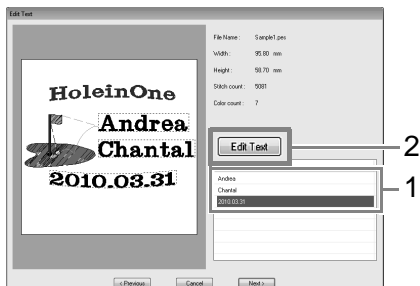 Edit Text
File Name : Sample1.pes
Width : 95.80 mm
Height : 58.70 mm
Stitch count : 5081
Color count : 7
HoleinOne
Andrea
Chantal
2010.03.31
Edit Text
2
Andrea
Chantal
2010.03.31
1
< Previous
Cancel
Next >